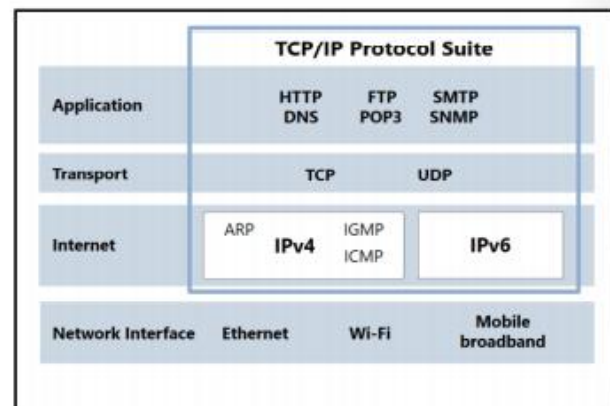 TCP/IP Protocol Suite
Application
HTTP FTP SMTP
DNS POP3 SNMP
Transport TCP UDP
Internet
ARP IPv4 IGMP
ICMP
IPv6
Network Interface Ethernet Wi-Fi Mobile
broadband